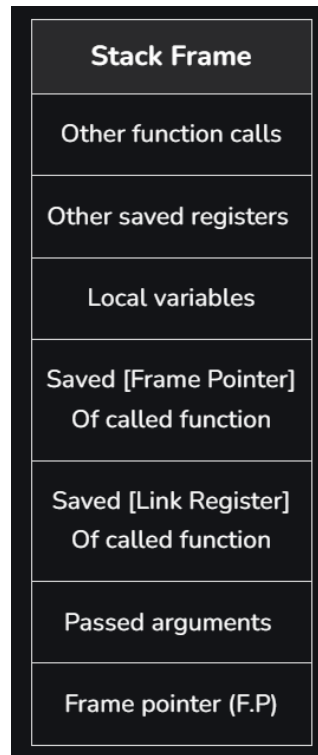 Stack Frame
Other function calls
Other saved registers
Local variables
Saved [Frame Pointer]
Of called function
Saved [Link Register]
Of called function
Passed arguments
Frame pointer (F.P)